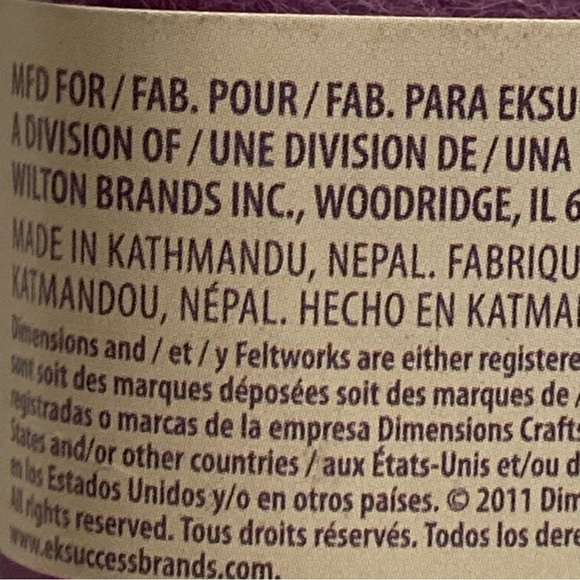 MFD FOR / FAB. POUR / FAB. PARA EKSU
A DIVISION OF / UNE DIVISION DE / UNA
WILTON BRANDS INC., WOODRIDGE, IL 6
MADE IN KATHMANDU, NEPAL. FABRIQU
KATMANDOU, NÉPAL. HECHO EN KATMA
Dimensions and / et / y Feltworks are either registere
sont soit des marques déposées soit des marques de
registradas o marcas de la empresa Dimensions Crafts
States and/or other countries / aux États-Unis et/ou d
en los Estados Unidos y/o en otros países. © 2011 Dim
All rights reserved. Tous droits réservés. Todos los dere
www.eksuccessbrands.com.